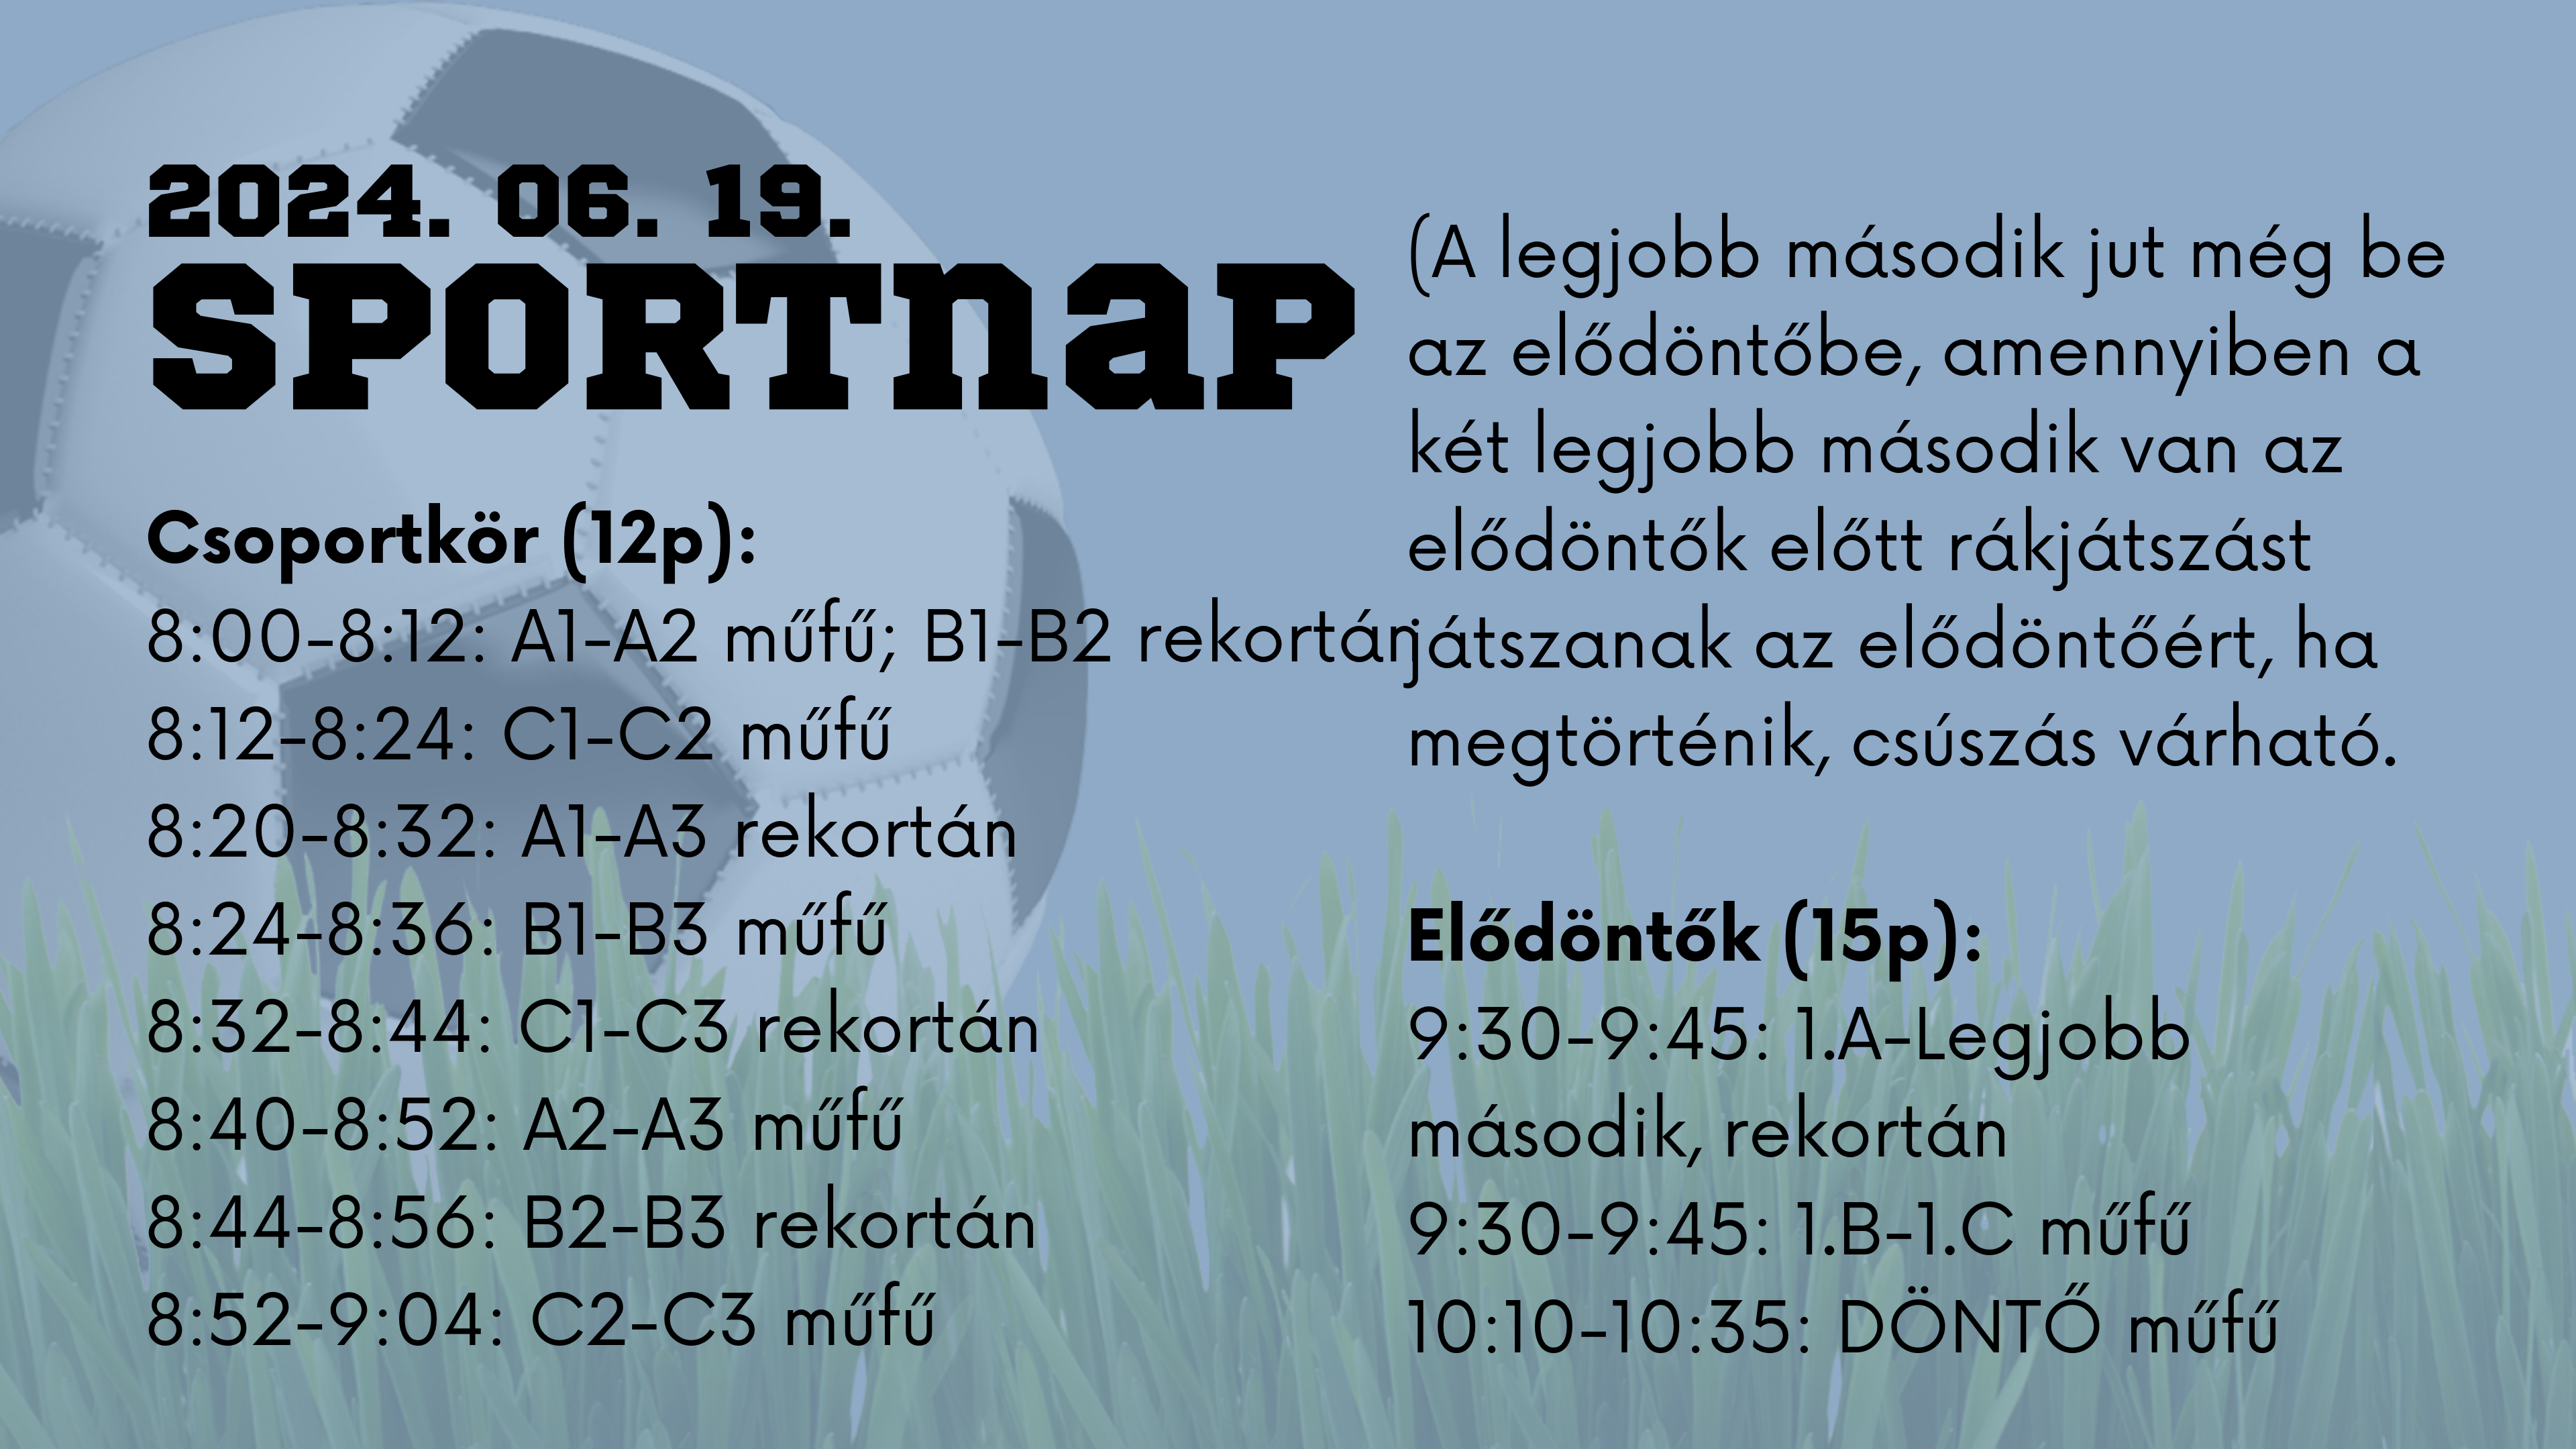 2024. 06. 19.
SPORTnaP
Csoportkör (12p):
8:00-8:12: A1-A2 műfű; B1-B2 rekortán
8:12-8:24: C1-C2 műfű
8:20-8:32: A1-A3 rekortán
8:24-8:36: B1-B3 műfű
8:32-8:44: C1-C3 rekortán
8:40-8:52: A2-A3 műfű
8:44-8:56: B2-B3 rekortán
8:52-9:04: C2-C3 műfű
(A legjobb második jut még be
az elődöntőbe, amennyiben a
két legjobb második van az
elődöntők előtt rákjátszást
játszanak az elődöntőért, ha
megtörténik, csúszás várható.
Elődöntők (15p):
9:30-9:45: 1.A-Legjobb
második, rekortán
9:30-9:45: 1.B-1.C műfű
10:10-10:35: DÖNTŐ műfű